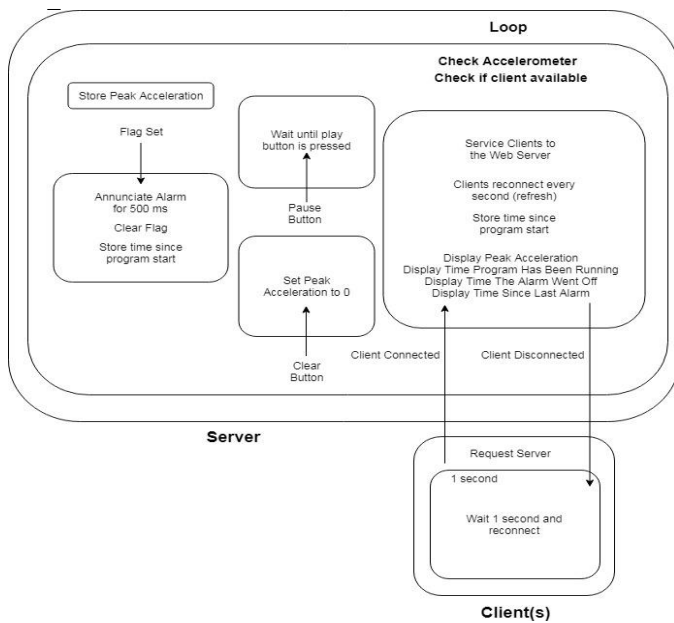 Loop
Check Accelerometer
Check if client available
Store Peak Acceleration
Flag Set
Annunciate Alarm
for 500 ms
Clear Flag
Store time since
program start
Wait until play
button is pressed
Pause
Button
Set Peak
Acceleration to 0
Clear
Button
Service Clients to
the Web Server
Clients reconnect every
second (refresh)
Store time since
program start
Display Peak Acceleration
Display Time Program Has Been Running
Display Time The Alarm Went Off
Display Time Since Last Alarm
Client Connected
Client Disconnected
Server
Request Server
1 second
Wait 1 second and
reconnect
Client(s)